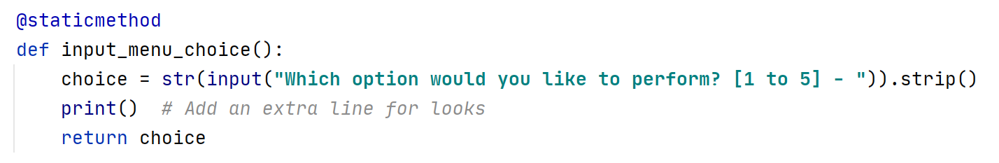 @staticmethod
def input_menu_choice():
    choice = str(input("Which option would you like to perform? [1 to 5] - ")).strip()
    print()  # Add an extra line for looks
    return choice